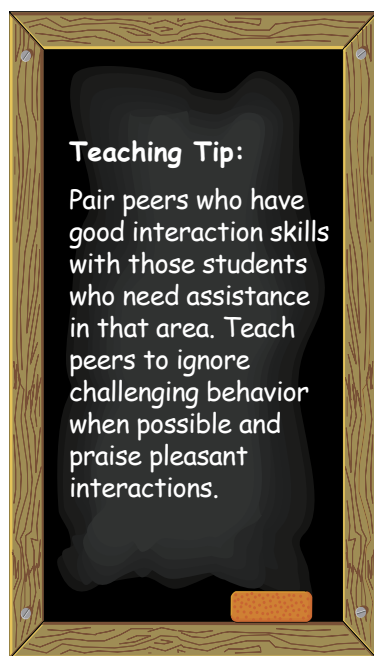 Teaching Tip:
Pair peers who have
good interaction skills
with those students
who need assistance
in that area. Teach
peers to ignore
challenging behavior
when possible and
praise pleasant
interactions.